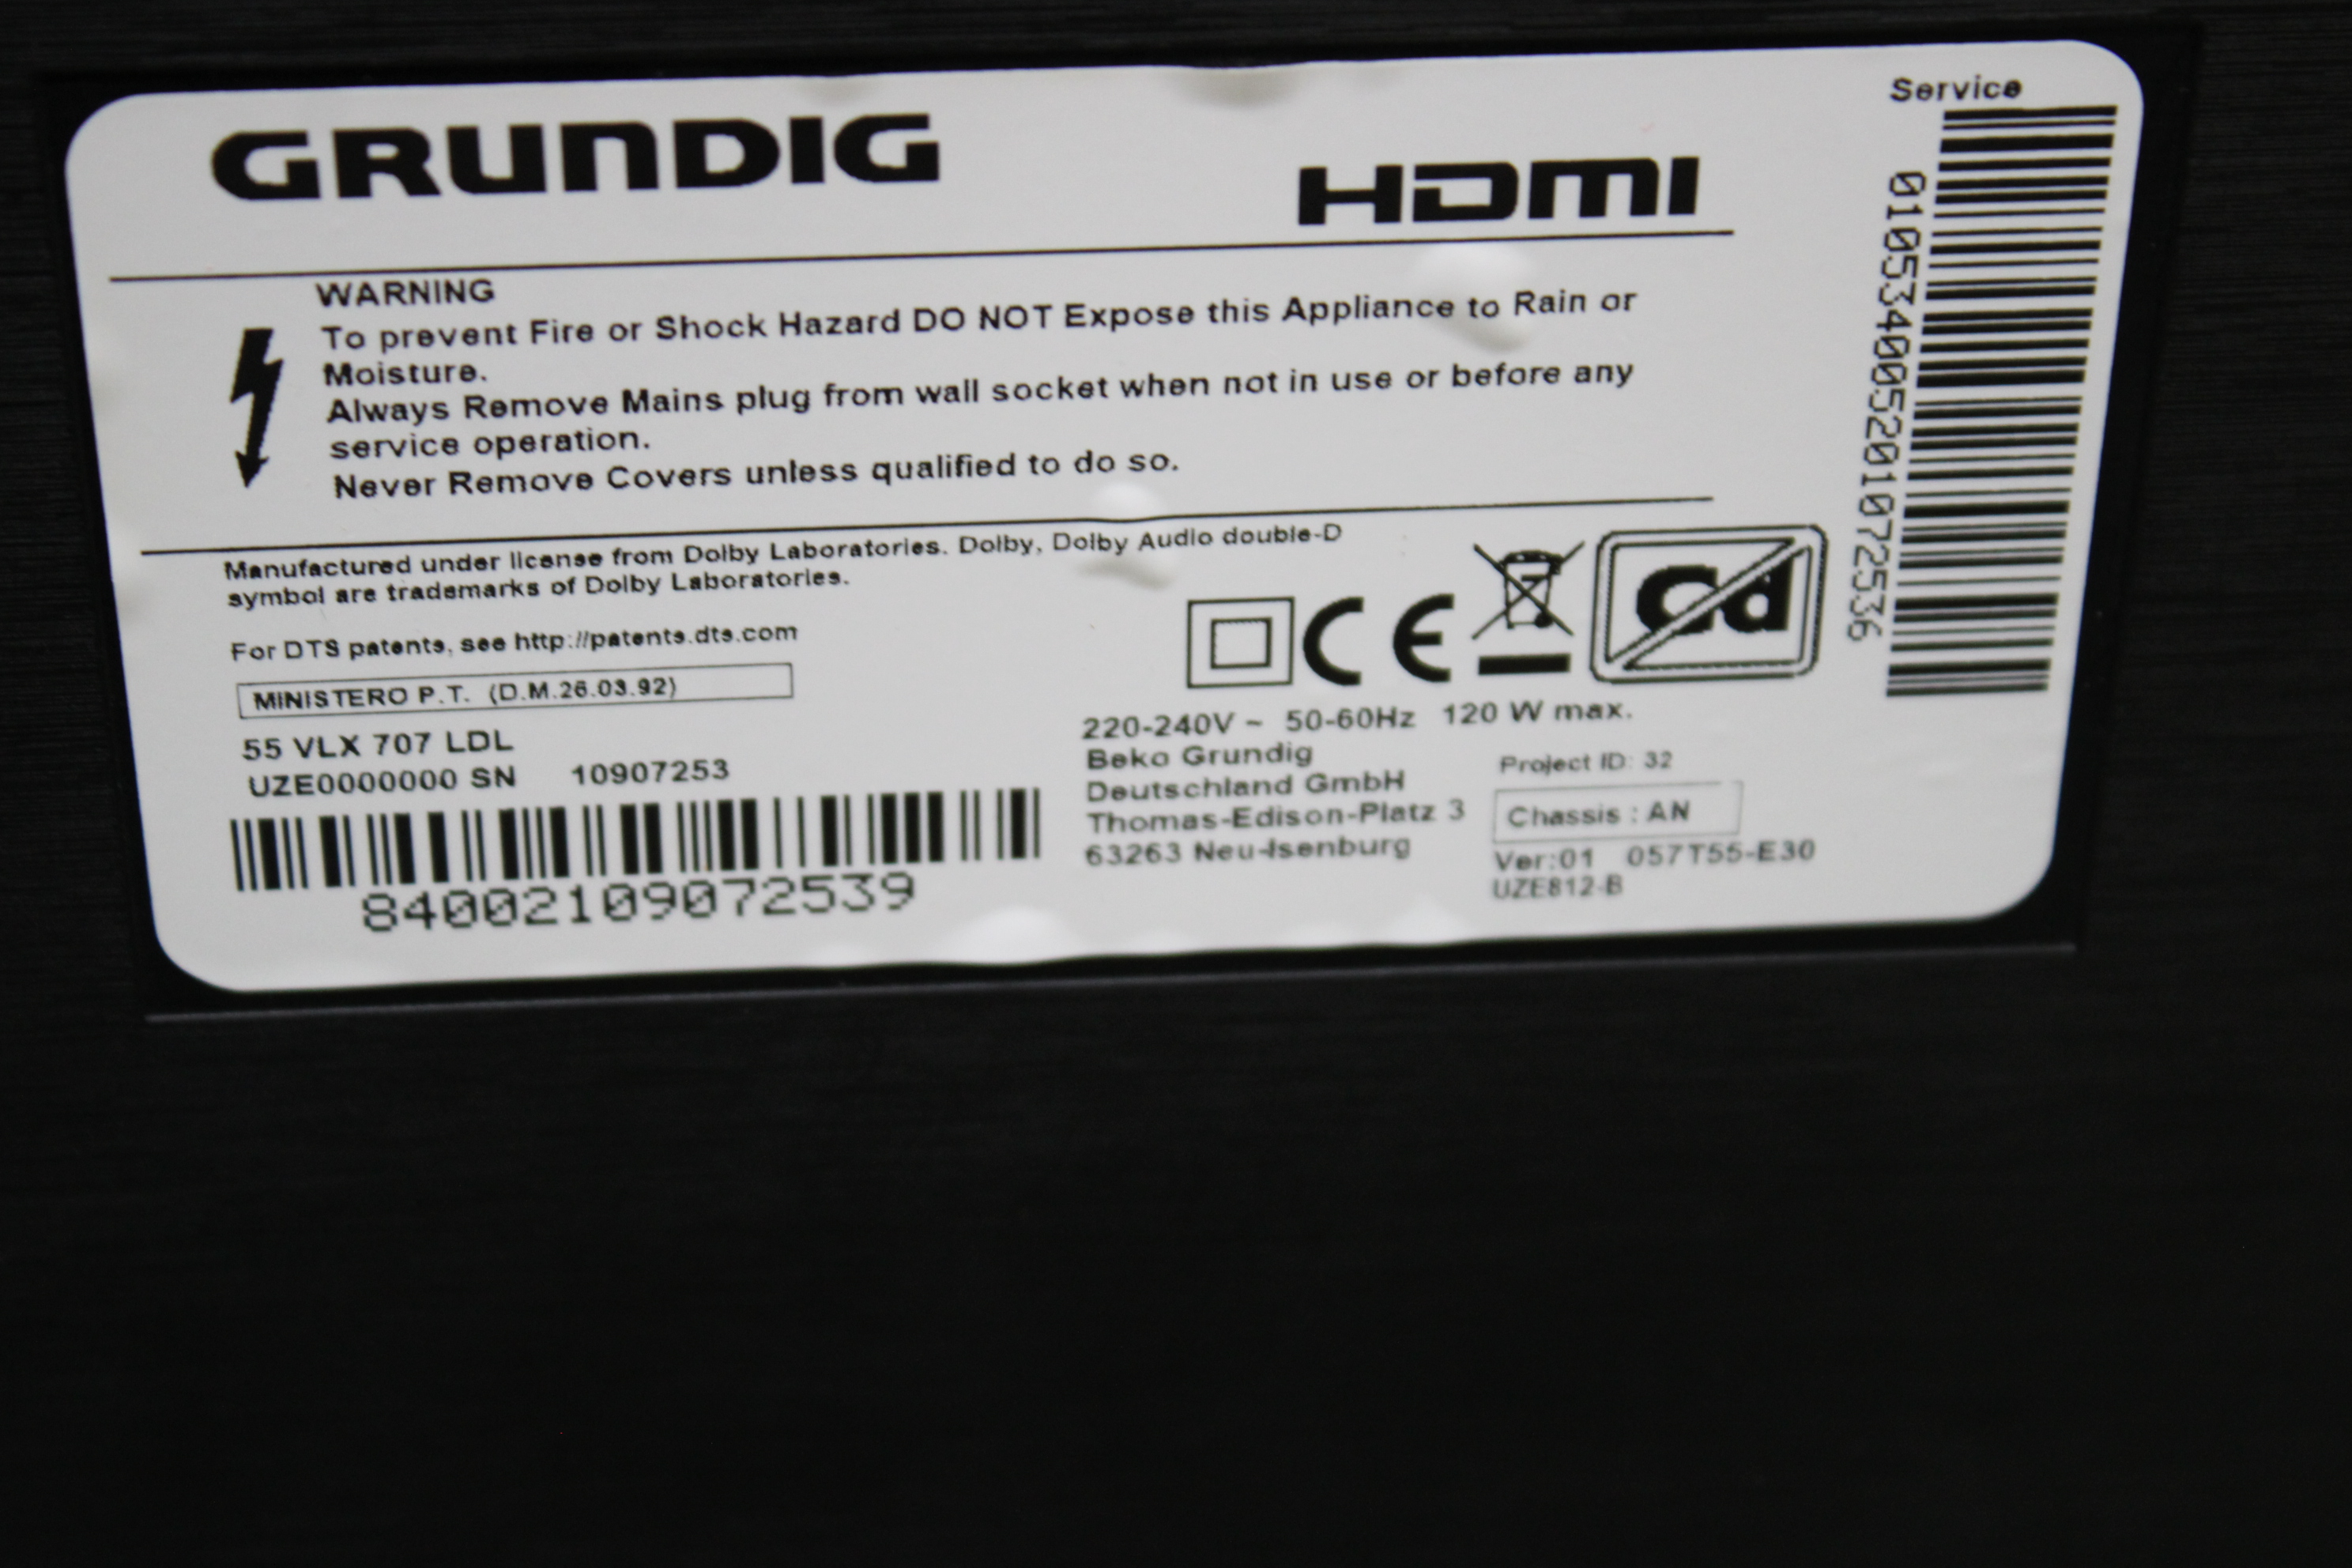 GRUNDIG
HDMI
Service
010534005201072536
WARNING
To prevent Fire or Shock Hazard DO NOT Expose this Appliance to Rain or
Moisture.
Always Remove Mains plug from wall socket when not in use or before any
service operation.
Never Remove Covers unless qualified to do so.
Manufactured under license from Dolby Laboratories. Dolby, Dolby Audio double-D
symbol are trademarks of Dolby Laboratories.
For DTS patents, see http://patents.dts.com
MINISTERO P.T. (D.M.26.03.92)
55 VLX 707 LDL
UZE0000000 SN 10907253
84002109072539
CE
Pb
220-240V ~ 50-60Hz 120 W max.
Beko Grundig
Deutschland GmbH
Thomas-Edison-Platz 3
63263 Neu-Isenburg
Project ID: 32
Chassis : AN
Ver:01 057T55-E30
UZE812-B